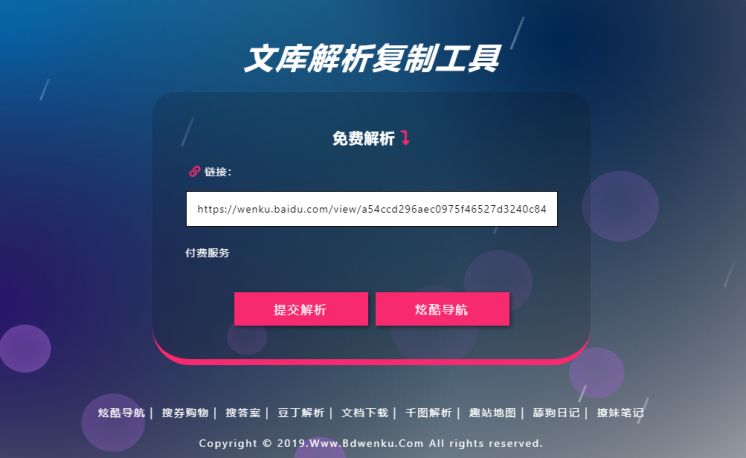 文库解析复制工具
免费解析
链接：
https://wenku.baidu.com/view/a54ccd296aec0975f46527d3240c84
付费服务
提交解析 炫酷导航
炫酷导航 | 搜券购物 | 搜答案 | 豆丁解析 | 文档下载 | 千图解析 | 趣站地图 | 舔狗日记 | 撩妹笔记
Copyright © 2019.Www.Bdwenku.Com All rights reserved.